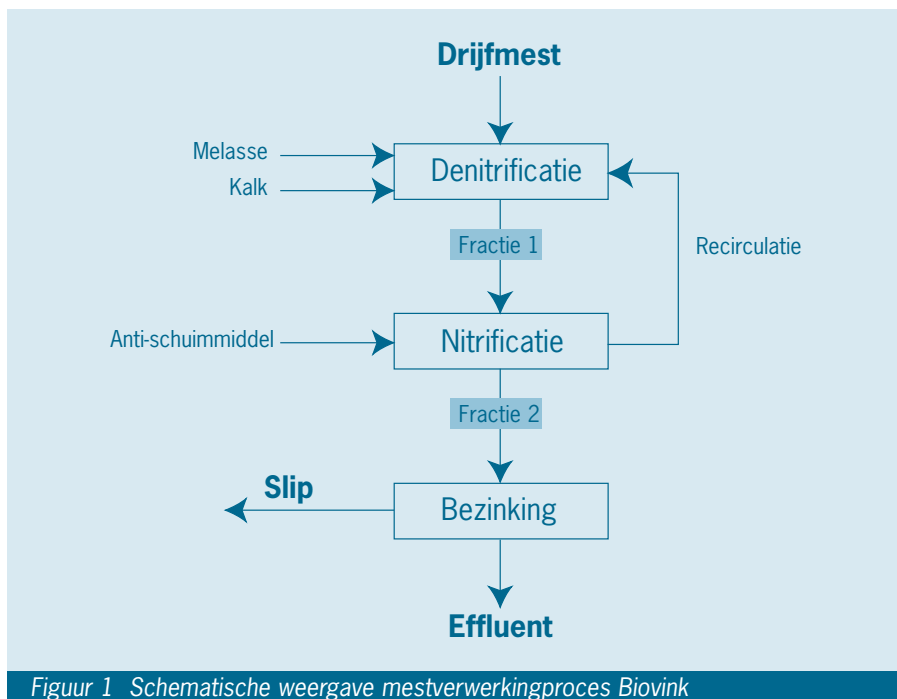 Drijfmest
Melasse
Kalk
Denitrificatie
Fractie 1
Recirculatie
Anti-schuimmiddel
Nitrificatie
Fractie 2
Slip
Bezinking
Effluent
Figuur 1 Schematische weergave mestverwerkingproces Biovink